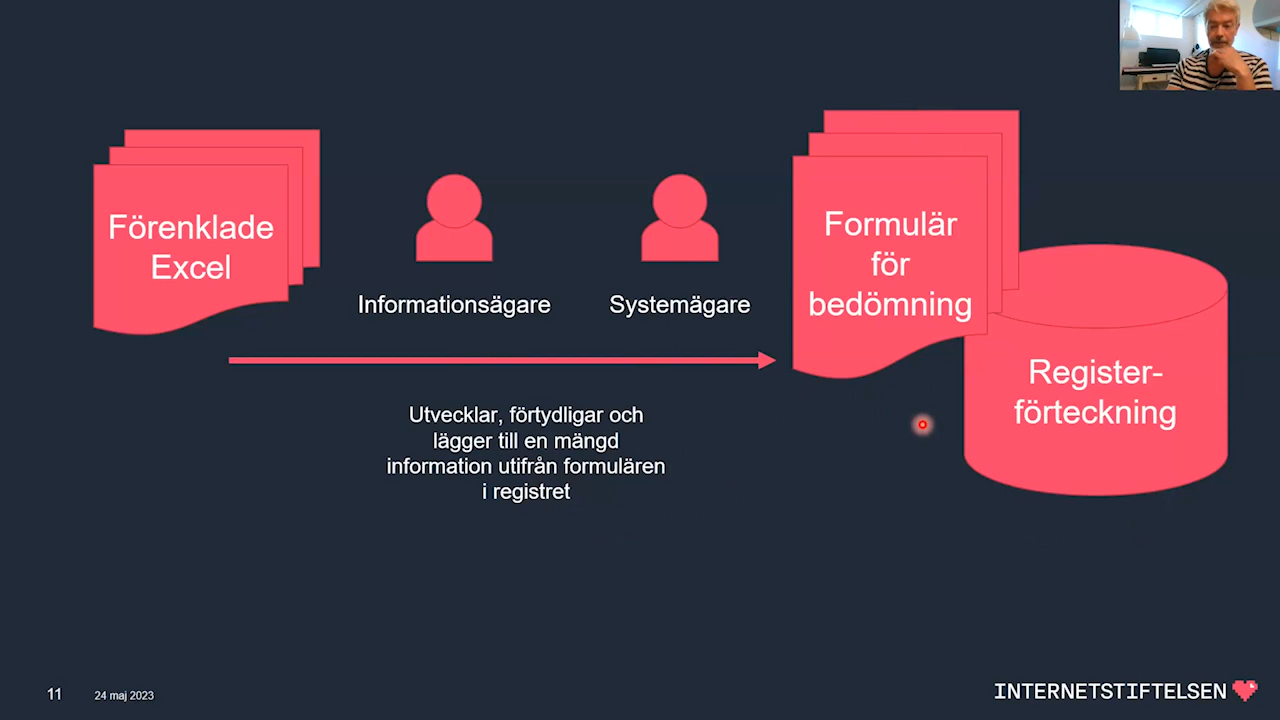 Förenklade
Excel
Informationsägare
Systemägare
Formulär
för
bedömning
Register-
förteckning
Utvecklar, förtydligar och
lägger till en mängd
information utifrån formulären
i registret
11
24 maj 2023
INTERNETSTIFTELSEN